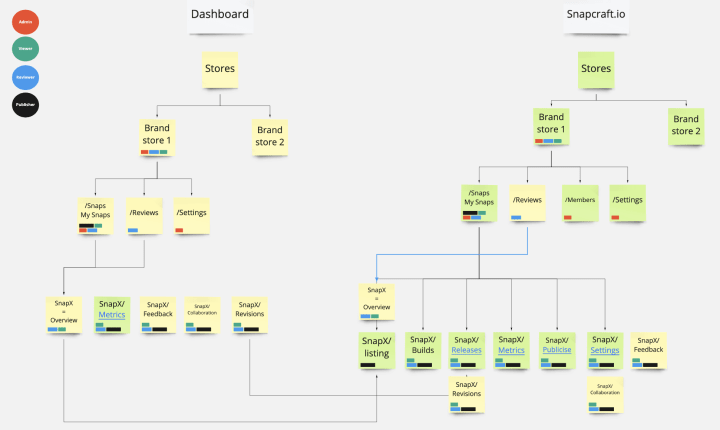 Admin
Viewer
Reviewer
Publisher
Dashboard
Stores
Brand
store 1
Brand
store 2
/Snaps
My Snaps
/Reviews
/Settings
SnapX
=
Overview
SnapX/
Metrics
SnapX/
Feedback
SnapX/
Collaboration
SnapX/
Revisions
Snapcraft.io
Stores
Brand
store 1
Brand
store 2
/Snaps
My Snaps
/Reviews
/Members
/Settings
SnapX
=
Overview
SnapX/
listing
SnapX/
Builds
SnapX/
Releases
SnapX/
Metrics
SnapX/
Publicise
SnapX/
Settings
SnapX/
Feedback
SnapX/
Revisions
SnapX/
Collaboration